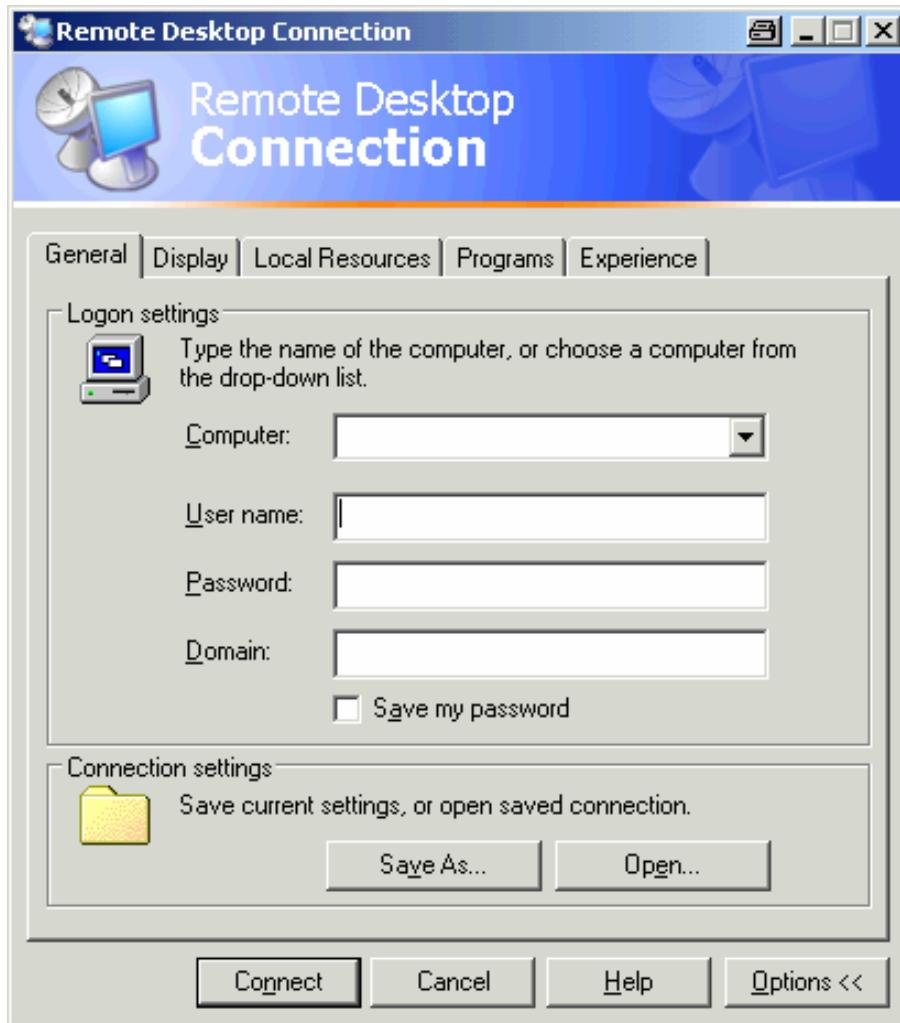 Remote Desktop Connection
Remote Desktop
Connection
General Display Local Resources Programs Experience
Logon settings
Type the name of the computer, or choose a computer from
the drop-down list.
Computer:
User name:
Password:
Domain:
Save my password
Connection settings
Save current settings, or open saved connection.
Save As... Open...
Connect Cancel Help Options <<